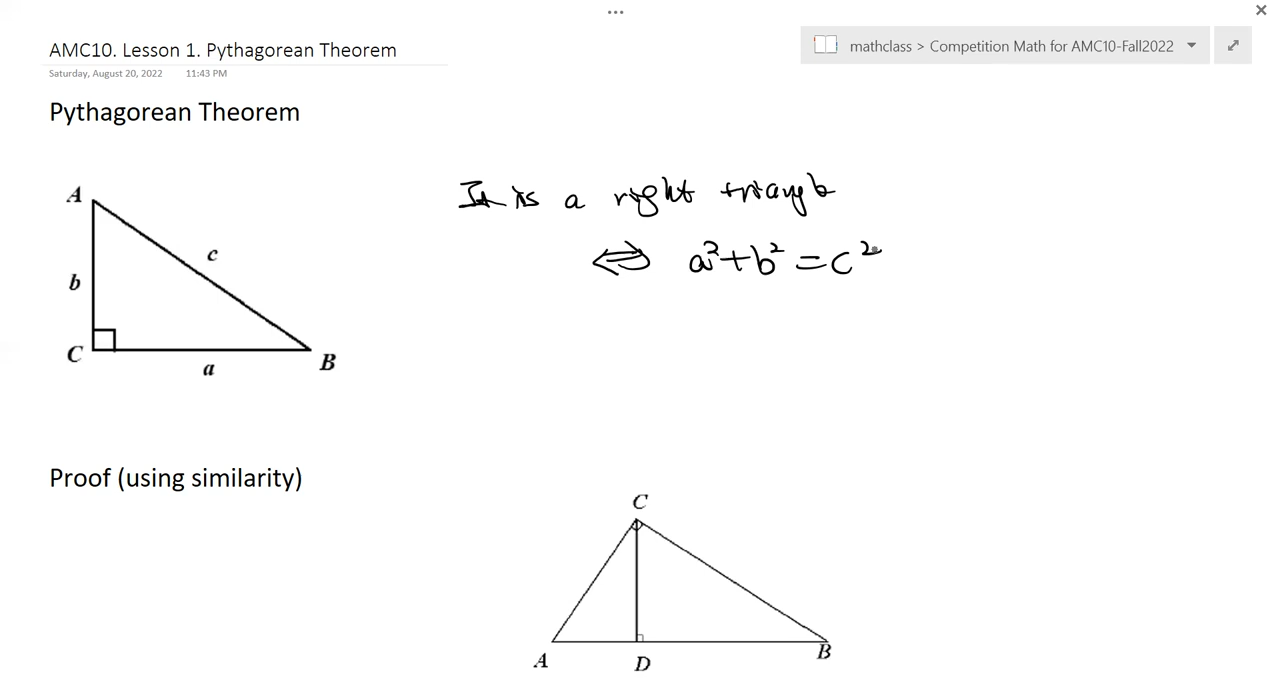 AMC10. Lesson 1. Pythagorean Theorem
mathclass > Competition Math for AMC10-Fall2022
Saturday, August 20, 2022 11:43 PM
Pythagorean Theorem
It is a right triangle
⇔ a²+b²=c²
A
c
b
C
a
B
Proof (using similarity)
C
A
D
B